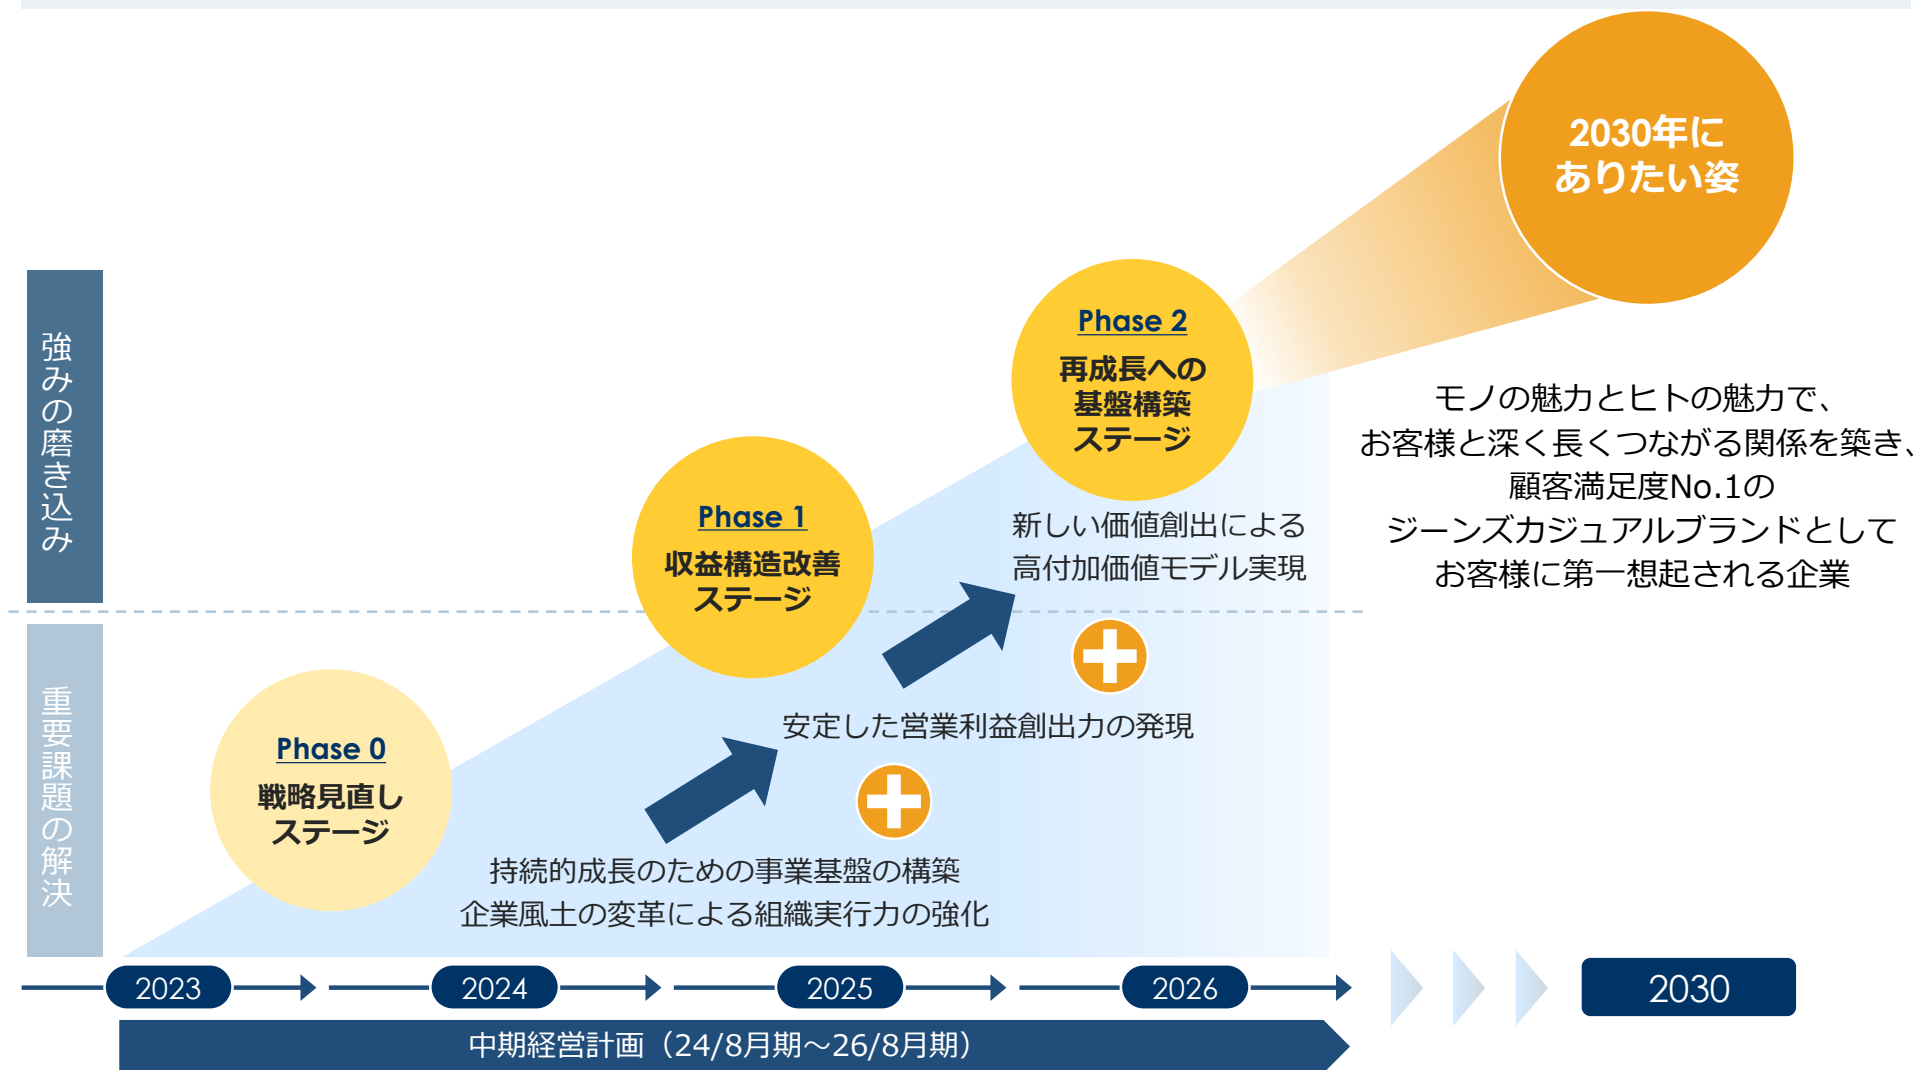 2030年に
ありたい姿
強みの磨き込み
重要課題の解決
Phase 2
再成長への
基盤構築
ステージ
モノの魅力とヒトの魅力で、
お客様と深く長くつながる関係を築き、
顧客満足度No.1の
ジーンズカジュアルブランドとして
お客様に第一想起される企業
Phase 1
収益構造改善
ステージ
新しい価値創出による
高付加価値モデル実現
Phase 0
戦略見直し
ステージ
安定した営業利益創出力の発現
持続的成長のための事業基盤の構築
企業風土の変革による組織実行力の強化
2023
2024
2025
2026
2030
中期経営計画（24/8月期～26/8月期）